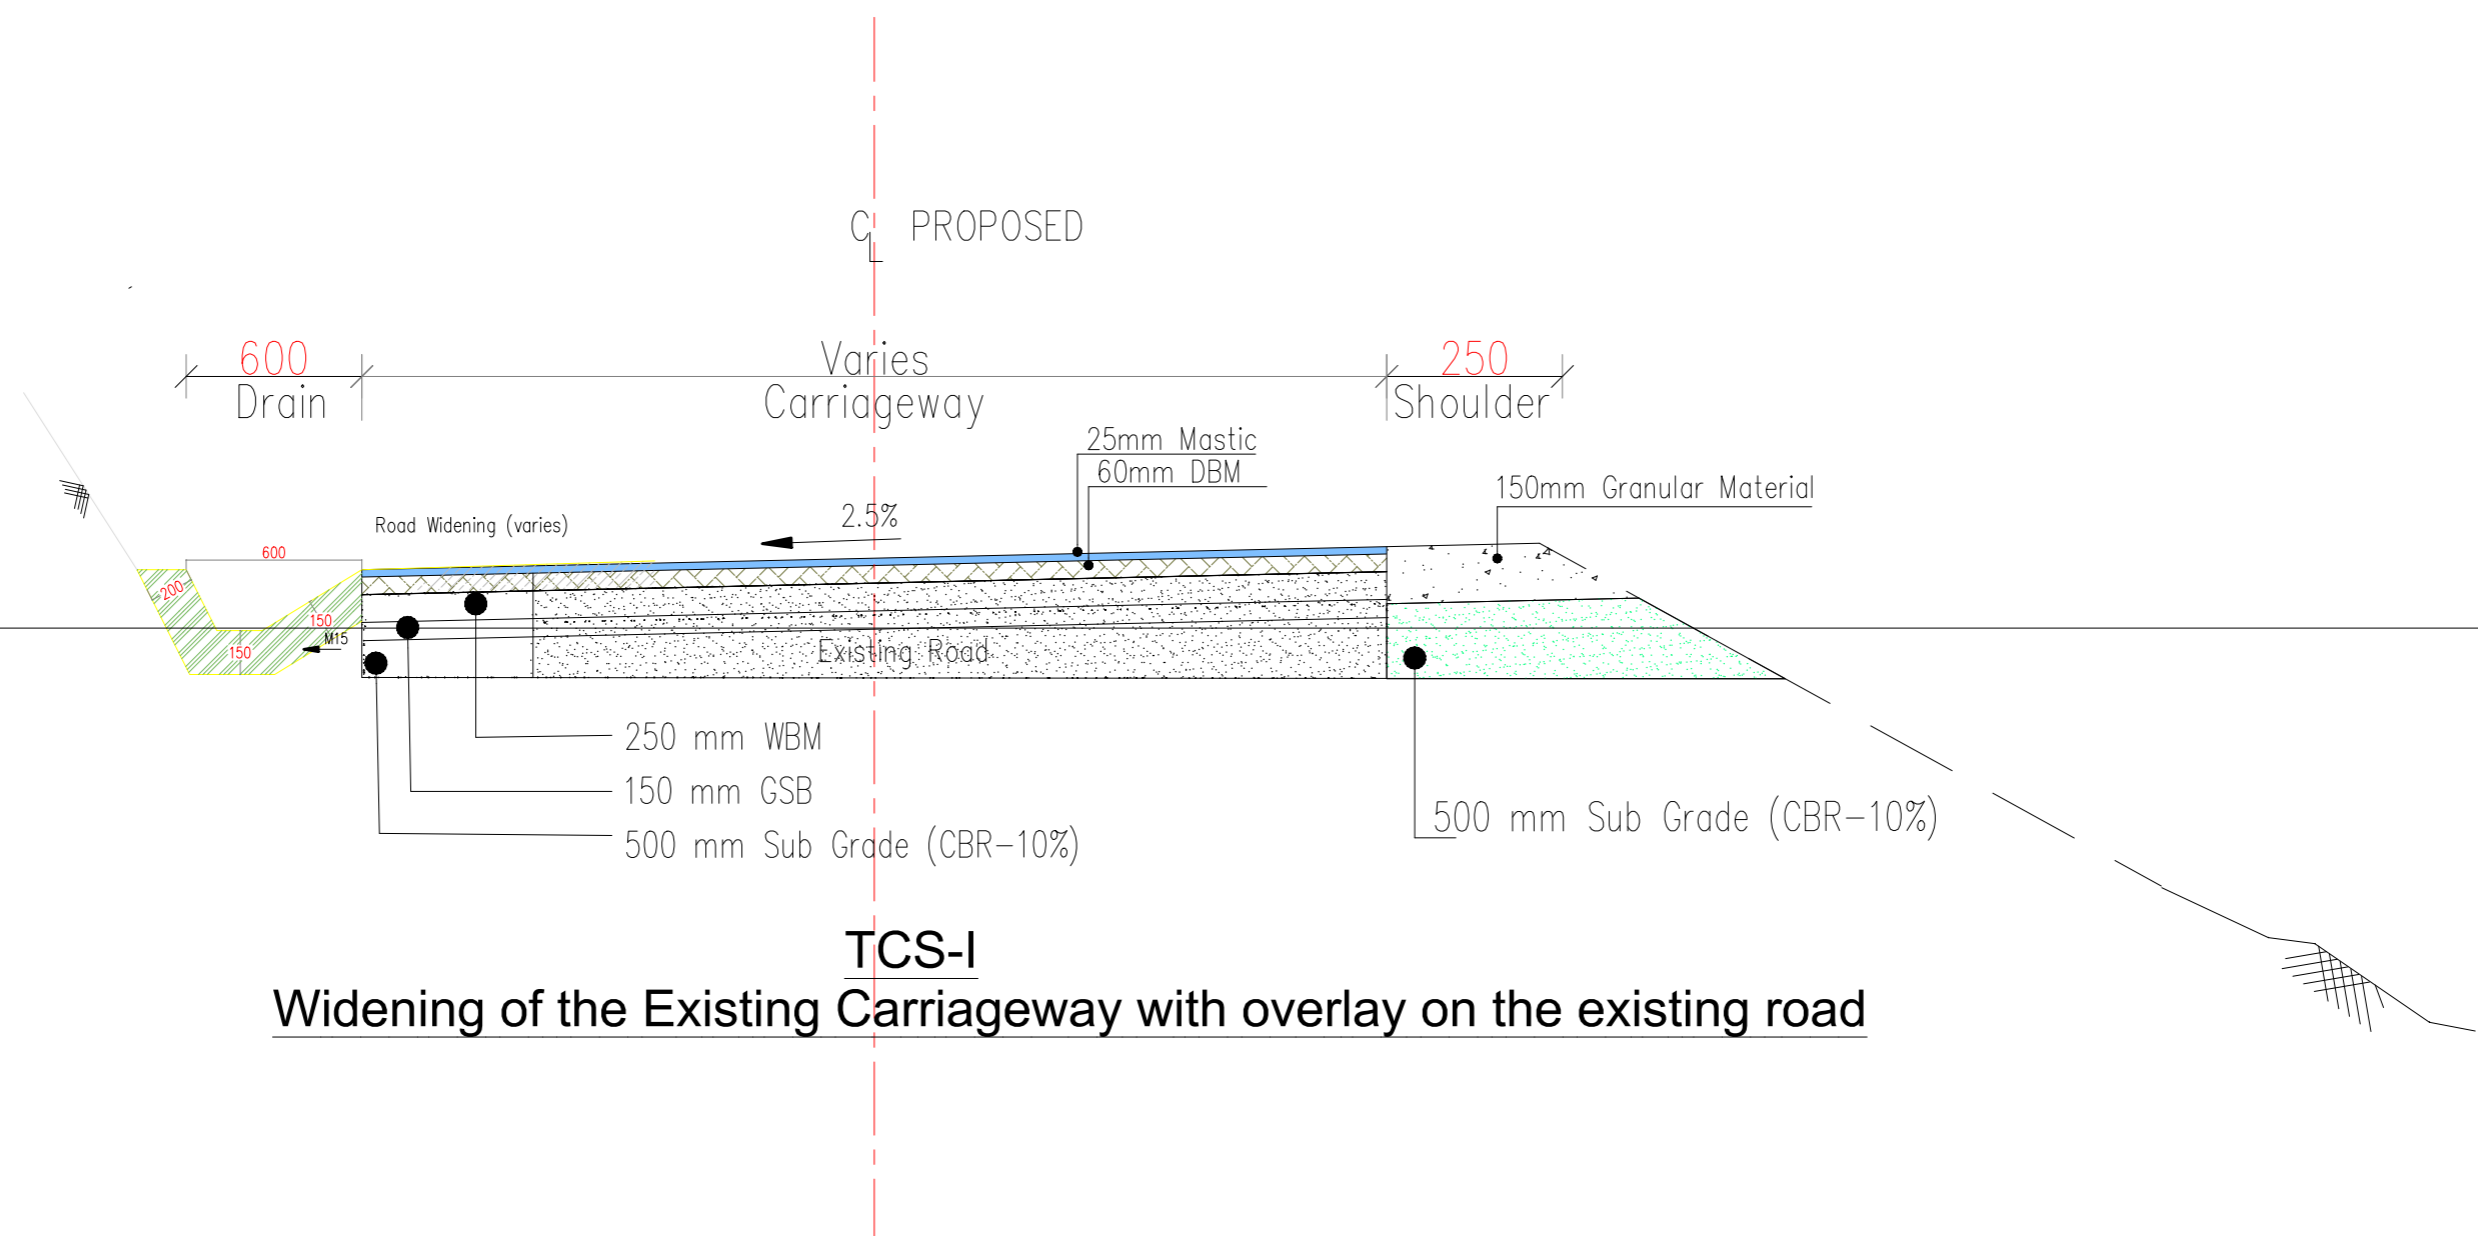 C L PROPOSED
600
Drain
Varies
Carriageway
250
Shoulder
25mm Mastic
60mm DBM
150mm Granular Material
2.5%
Road Widening (varies)
600
200
150
M15
150
Existing Road
250 mm WBM
150 mm GSB
500 mm Sub Grade (CBR-10%)
500 mm Sub Grade (CBR-10%)
TCS-I
Widening of the Existing Carriageway with overlay on the existing road